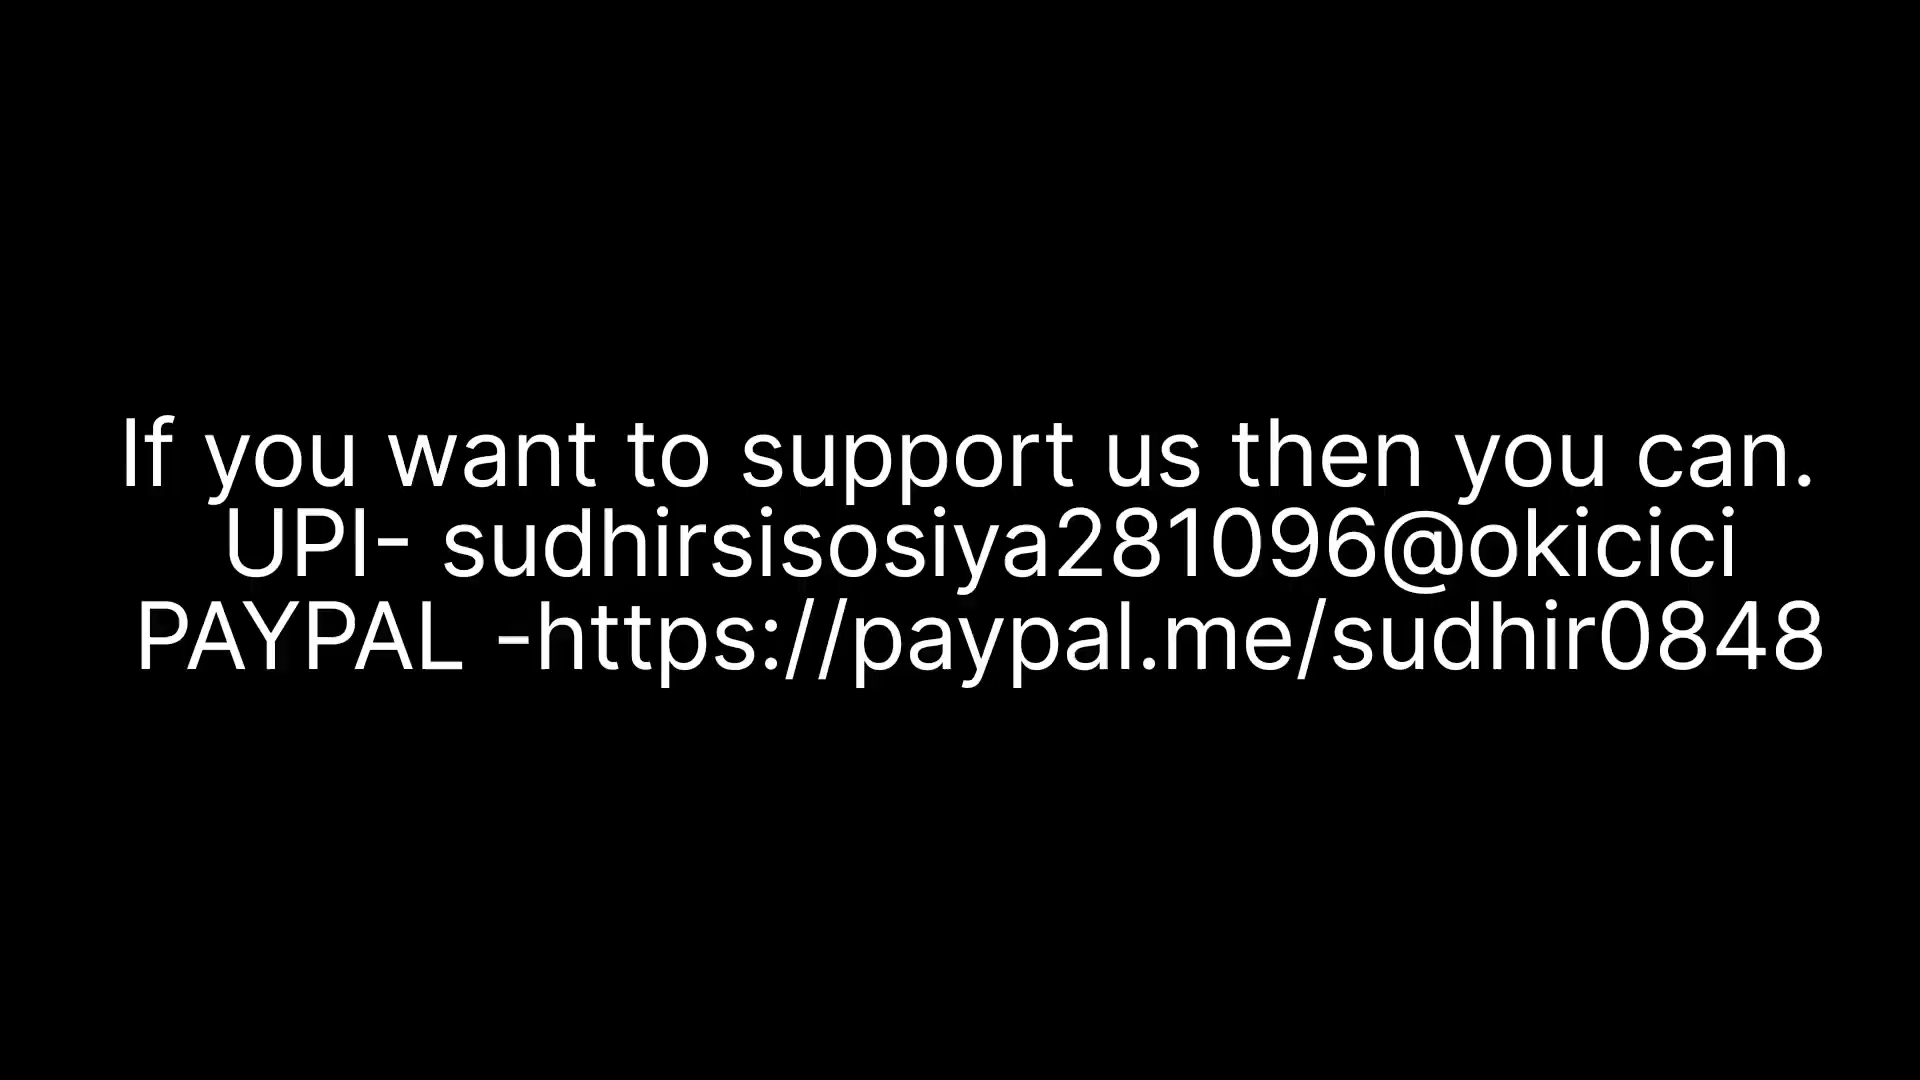 If you want to support us then you can.
UPI- sudhirsisosiya281096@okicici
PAYPAL -https://paypal.me/sudhir0848